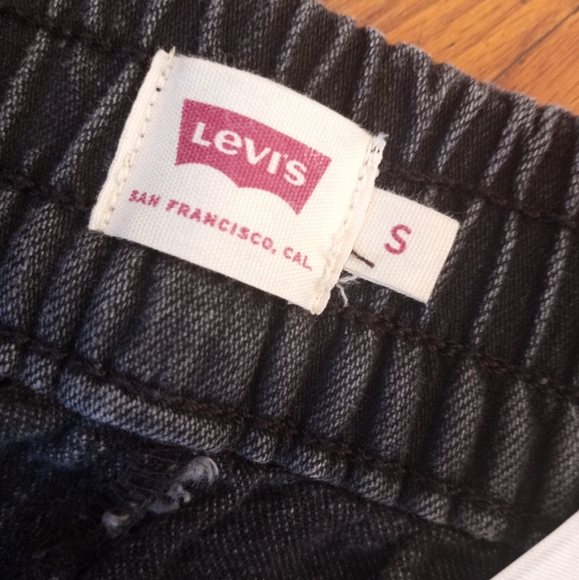 Levi's
SAN FRANCISCO, CAL.
S